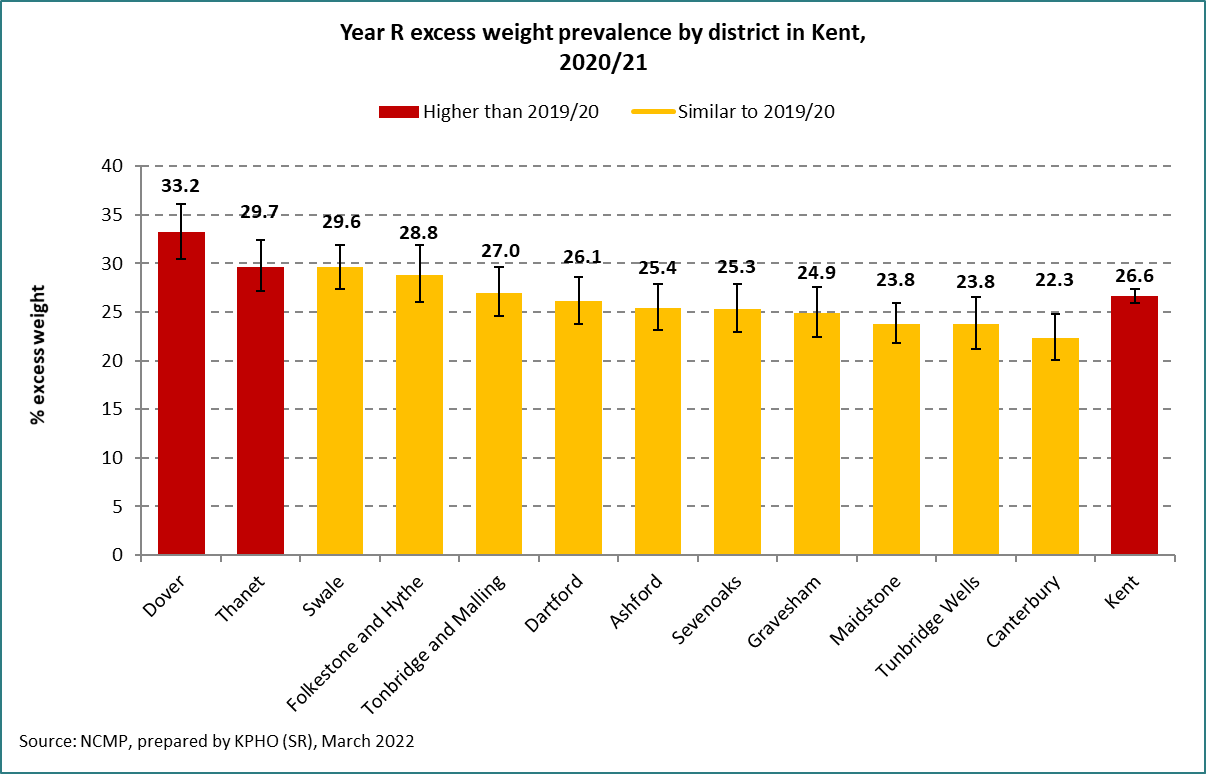 Year R excess weight prevalence by district in Kent,
2020/21
Higher than 2019/20
Similar to 2019/20
% excess weight
40
35
30
25
20
15
10
5
0
33.2
29.7
29.6
28.8
27.0
26.1
25.4
25.3
24.9
23.8
23.8
22.3
26.6
Dover
Thanet
Swale
Folkestone and Hythe
Tonbridge and Malling
Dartford
Ashford
Sevenoaks
Gravesham
Maidstone
Tunbridge Wells
Canterbury
Kent
Source: NCMP, prepared by KPHO (SR), March 2022